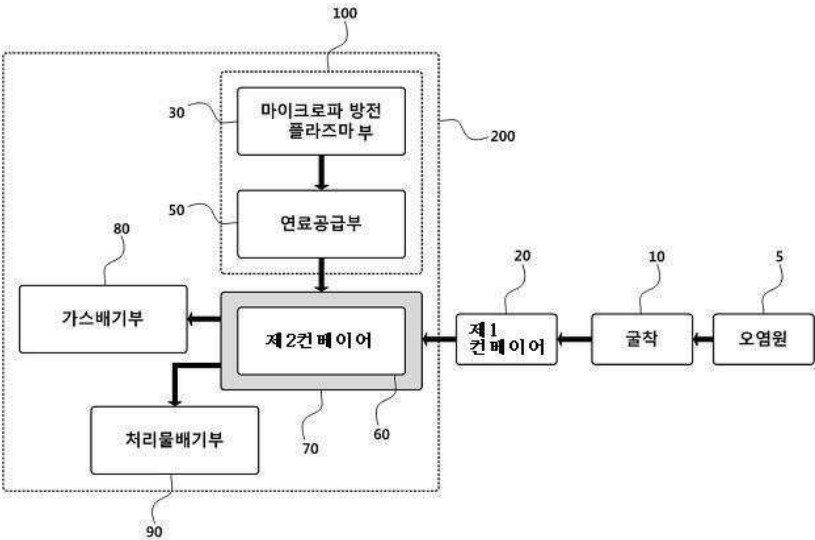 100
30
마이크로파 방전
플라즈마 부
200
50
연료공급부
80
20
10
5
가스배기부
제2컨베이어
제1
컨베이어
굴착
오염원
처리물배기부
70
60
90